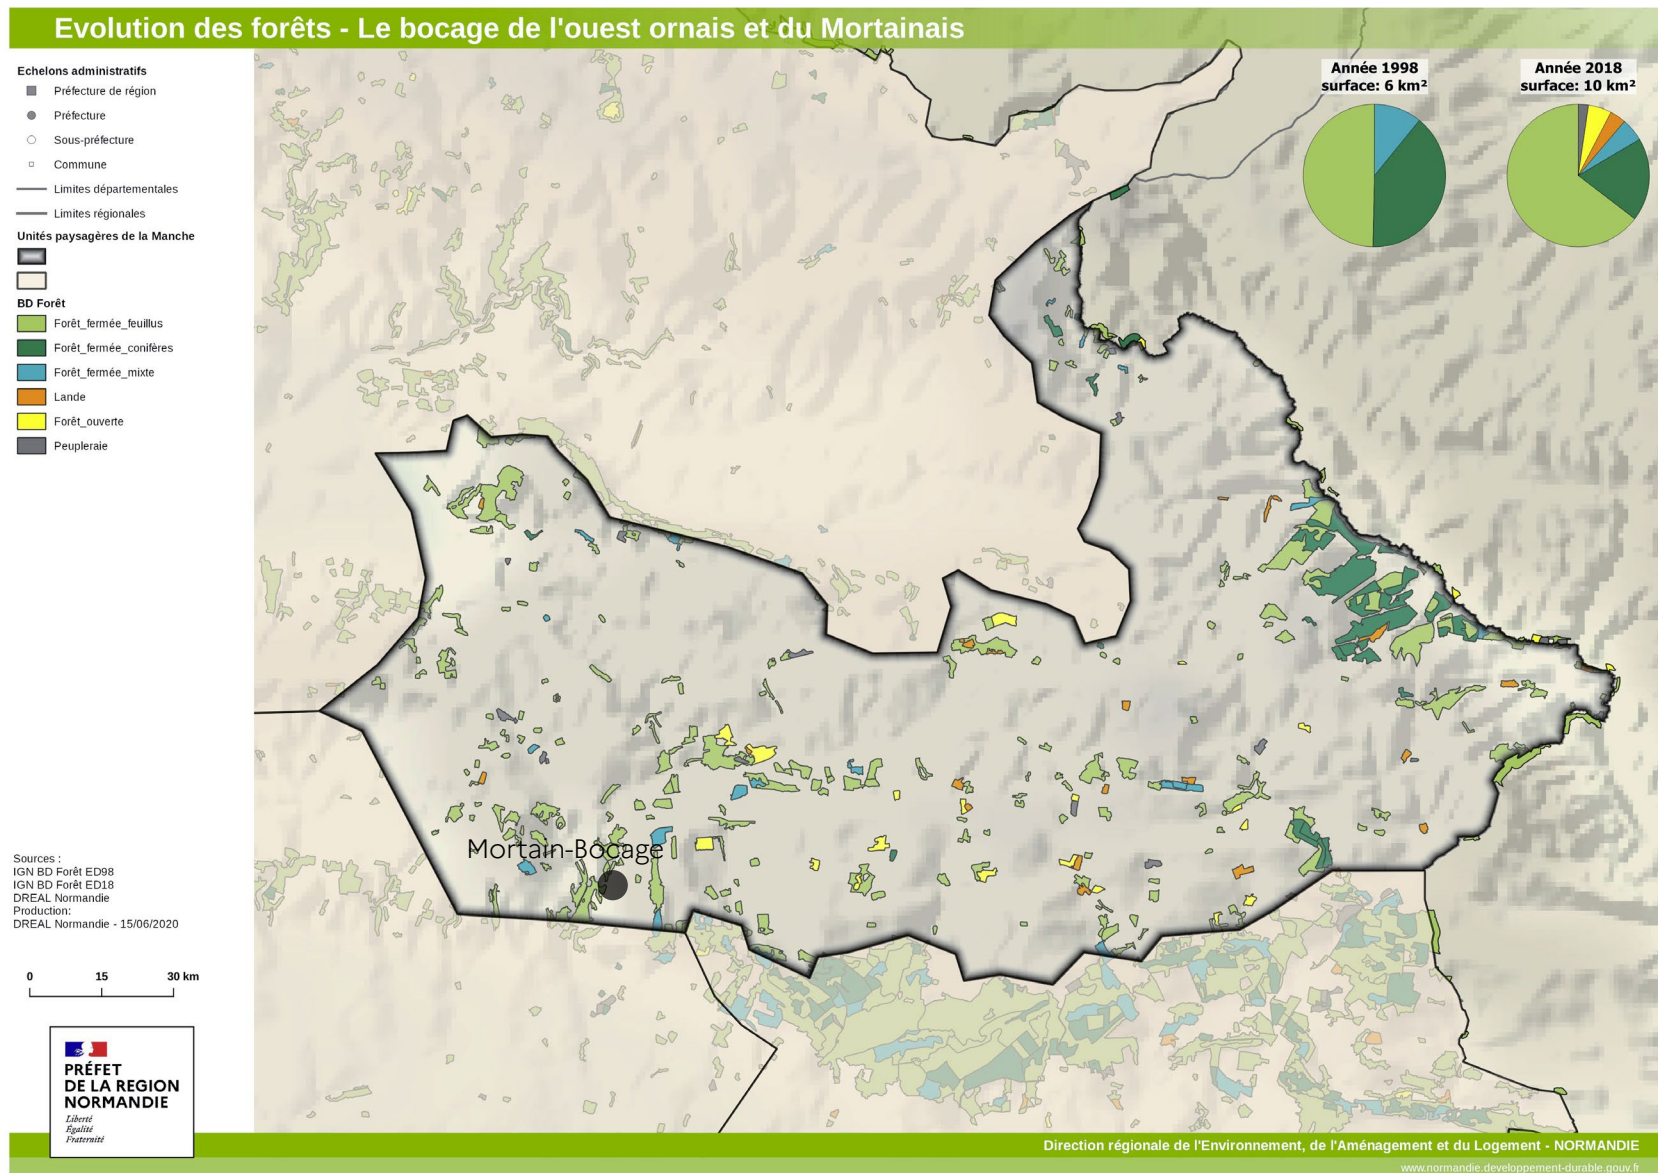 Evolution des forêts - Le bocage de l'ouest ornais et du Mortainais
Echelons administratifs
Préfecture de région
Préfecture
Sous-préfecture
Commune
Limites départementales
Limites régionales
Unités paysagères de la Manche
BD Forêt
Forêt_fermée_feuillus
Forêt_fermée_conifères
Forêt_fermée_mixte
Lande
Forêt_ouverte
Peupleraie
Année 1998
surface: 6 km²
Année 2018
surface: 10 km²
Mortain-Bocage
Sources :
IGN BD Forêt ED98
IGN BD Forêt ED18
DREAL Normandie
Production:
DREAL Normandie - 15/06/2020
0 15 30 km
PRÉFET
DE LA REGION
NORMANDIE
Liberté
Égalité
Fraternité
Direction régionale de l'Environnement, de l'Aménagement et du Logement - NORMANDIE
www.normandie.developpement-durable.gouv.fr